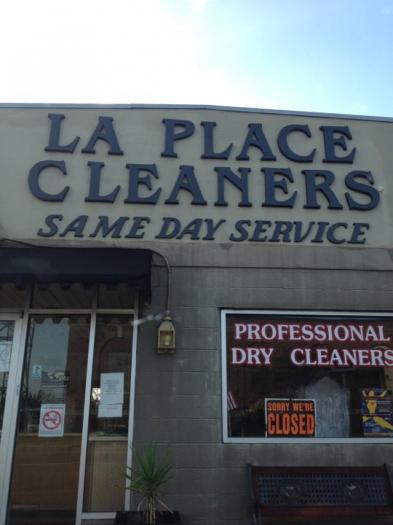 LA PLACE
CLEANERS
SAME DAY SERVICE
PROFESSIONAL
DRY CLEANERS
SORRY WE'RE
CLOSED